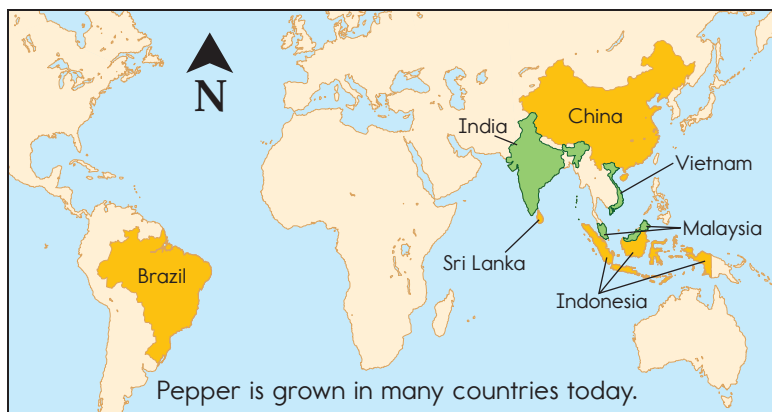 N
China
India
Vietnam
Malaysia
Sri Lanka
Brazil
Indonesia
Pepper is grown in many countries today.